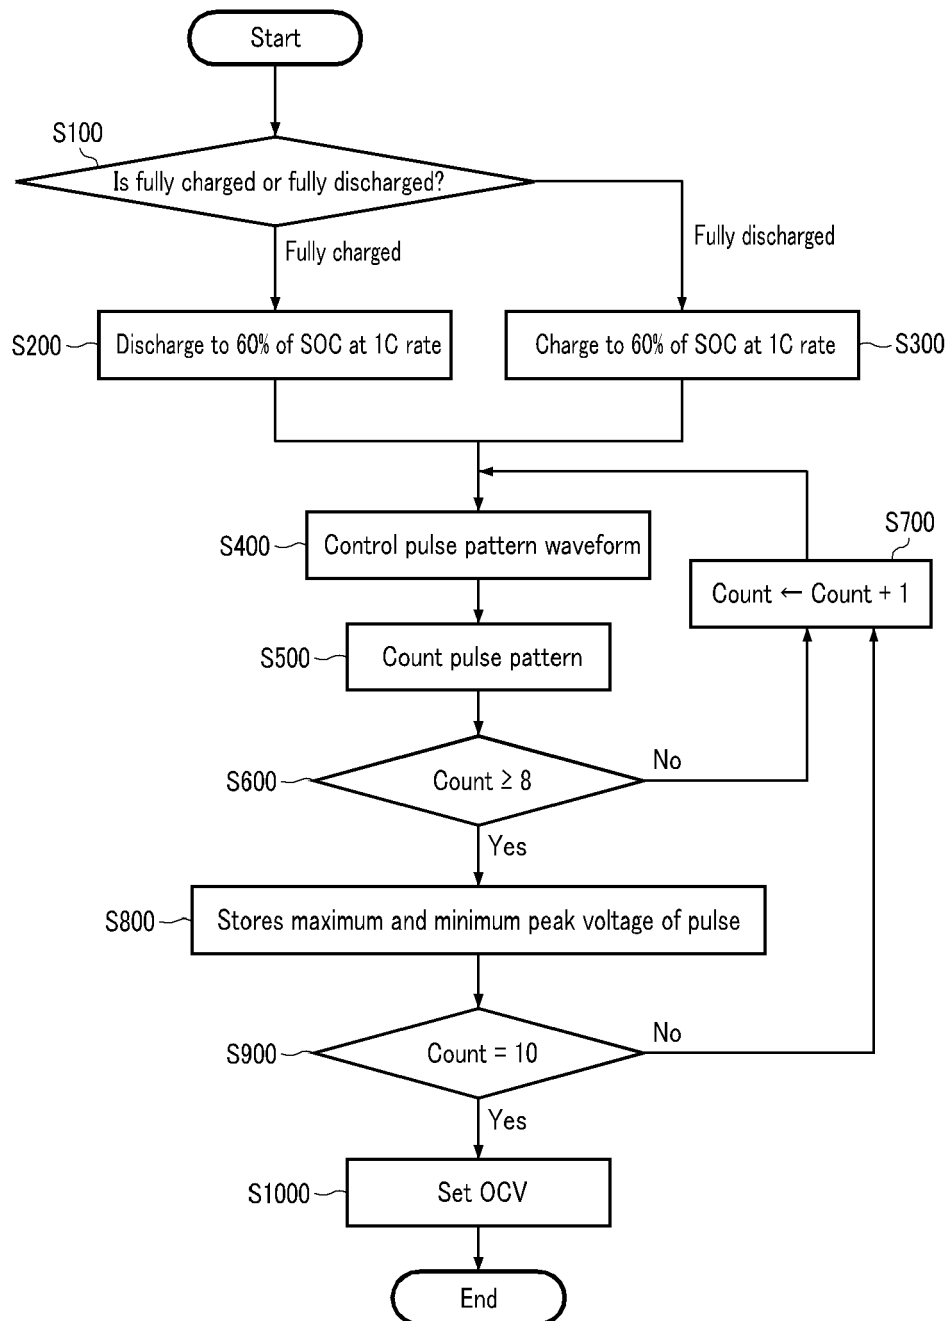 Start
S100
Is fully charged or fully discharged?
Fully charged
Fully discharged
S200
Discharge to 60% of SOC at 1C rate
Charge to 60% of SOC at 1C rate
S300
S400
Control pulse pattern waveform
S700
Count ← Count + 1
S500
Count pulse pattern
S600
Count ≥ 8
No
Yes
S800
Stores maximum and minimum peak voltage of pulse
S900
Count = 10
No
Yes
S1000
Set OCV
End